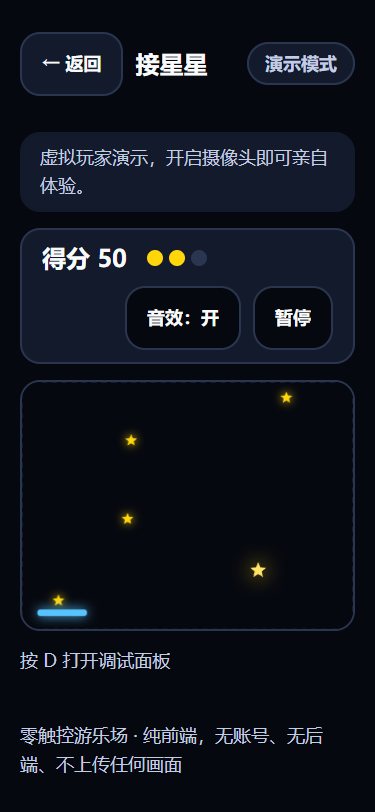 ← 返回
接星星
演示模式
虚拟玩家演示，开启摄像头即可亲自
体验。
得分 50
音效：开
暂停
按 D 打开调试面板
零触控游乐场 · 纯前端，无账号、无后
端、不上传任何画面